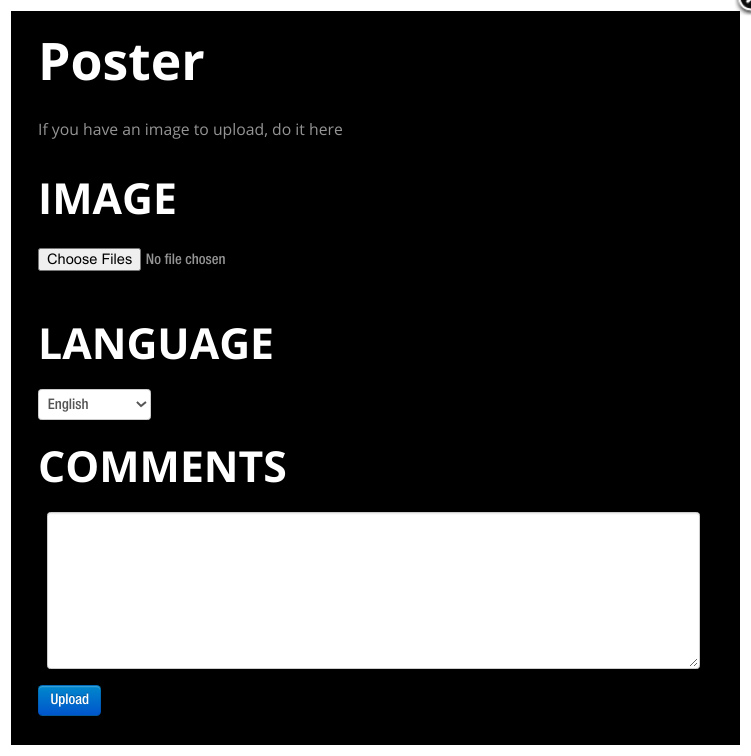 Poster
If you have an image to upload, do it here
IMAGE
Choose Files No file chosen
LANGUAGE
English
COMMENTS
Upload